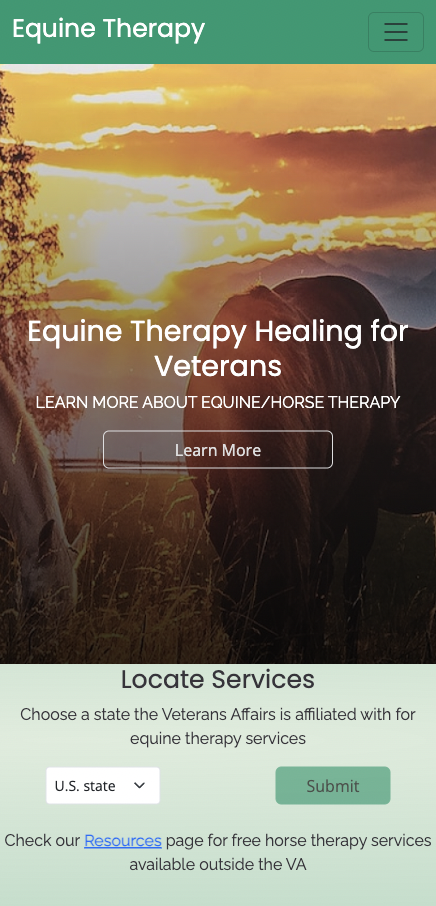 Equine Therapy
Equine Therapy Healing for
Veterans
LEARN MORE ABOUT EQUINE/HORSE THERAPY
Learn More
Locate Services
Choose a state the Veterans Affairs is affiliated with for
equine therapy services
U.S. state
Submit
Check our Resources page for free horse therapy services
available outside the VA